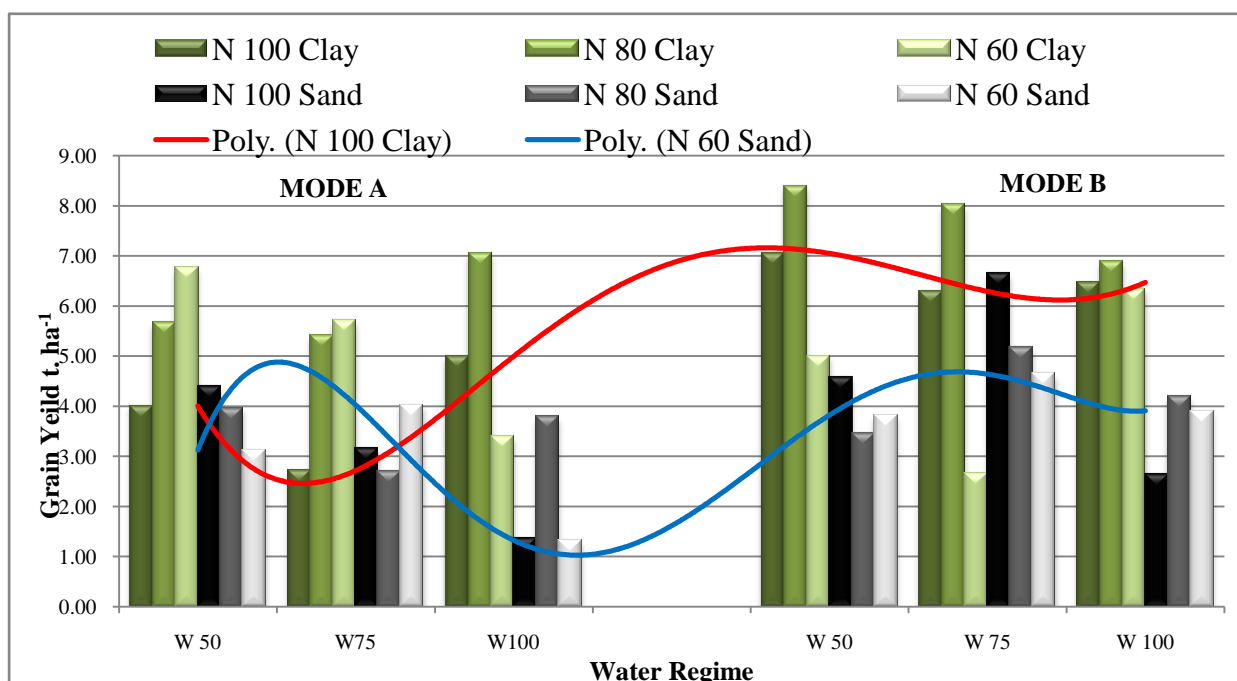 N 100 Clay N 80 Clay N 60 Clay
N 100 Sand N 80 Sand N 60 Sand
Poly. (N 100 Clay) Poly. (N 60 Sand)
MODE A MODE B
9.00
8.00
7.00
6.00
5.00
4.00
3.00
2.00
1.00
0.00
Grain Yeild t.ha-1
W 50 W75 W100 W 50 W 75 W 100
Water Regime